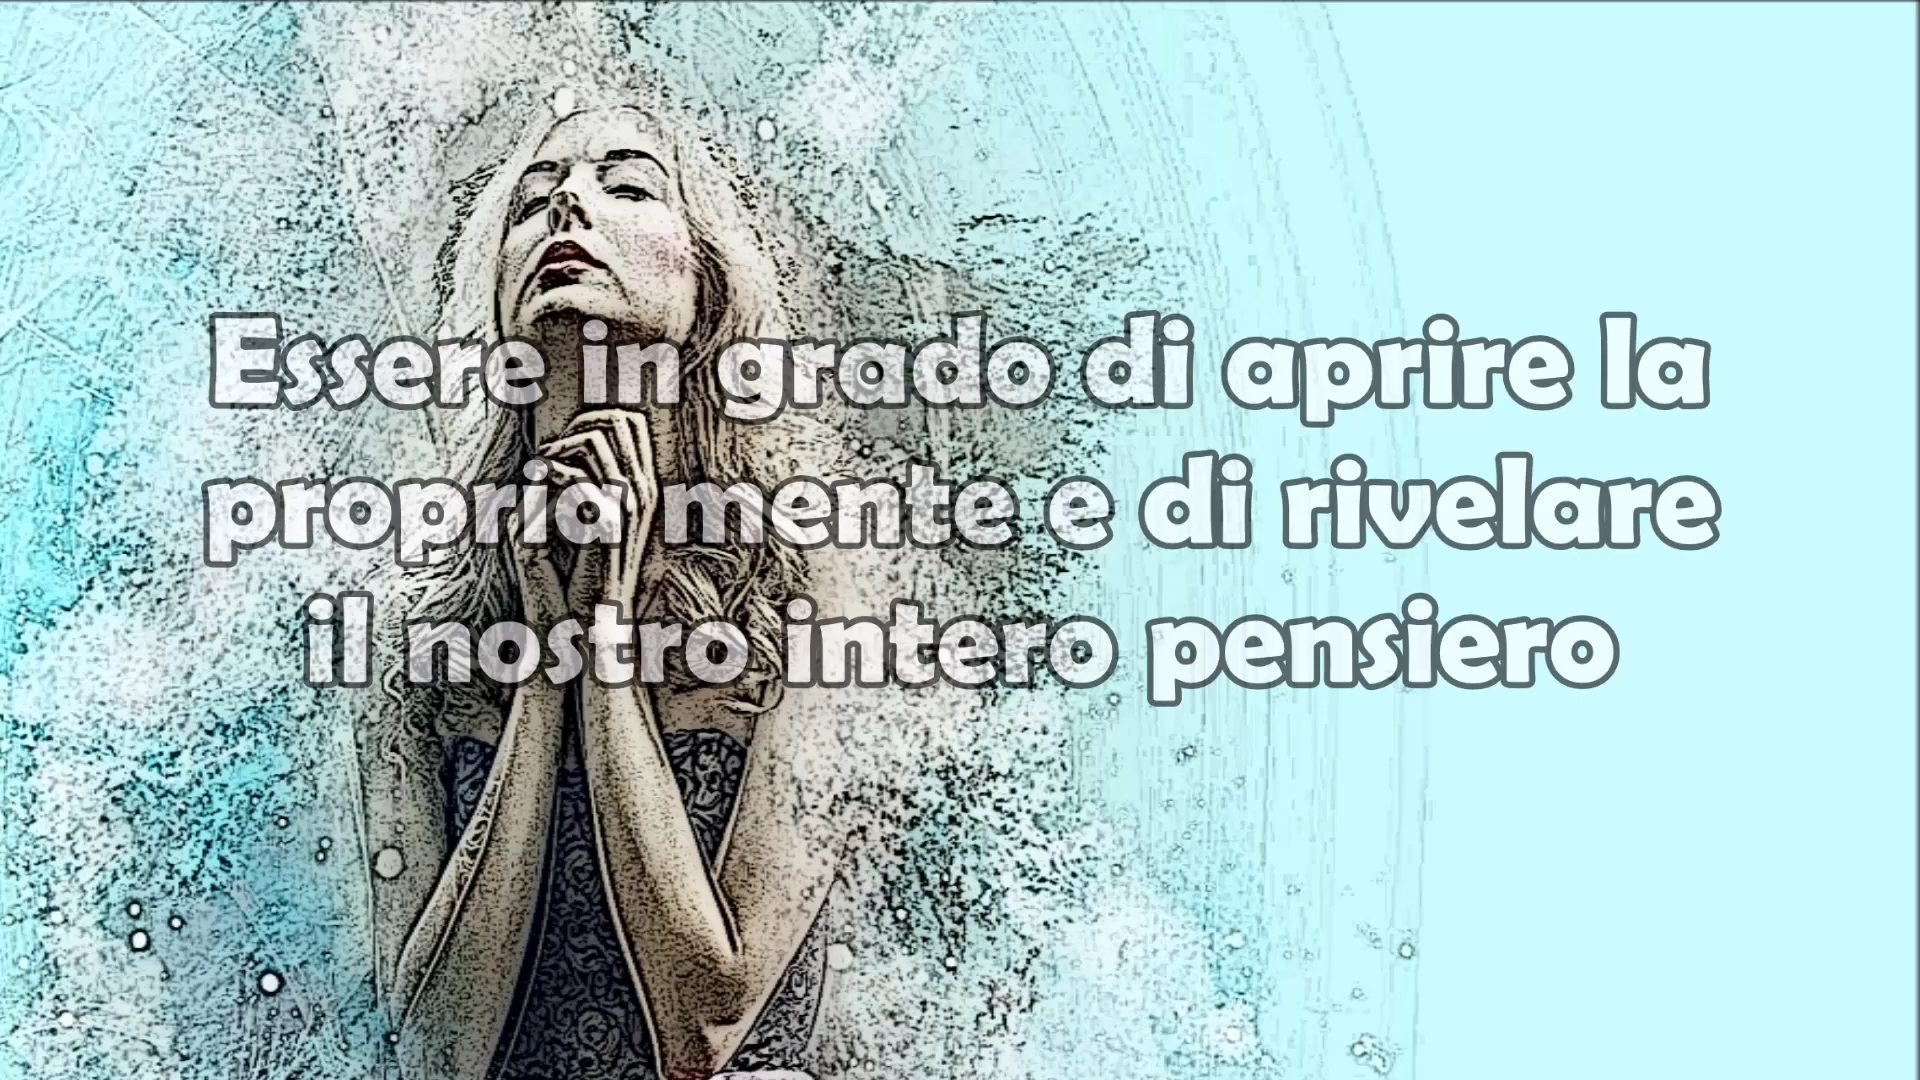 Essere in grado di aprire la
propria mente e di rivelare
il nostro intero pensiero